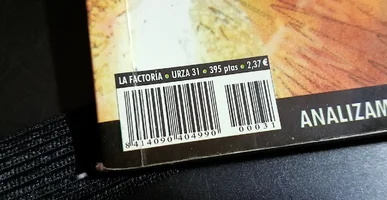 LA FACTORÍA • URZA 31 • 395 ptas • 2,37 €
8 414090 404990 00031
ANALIZAM